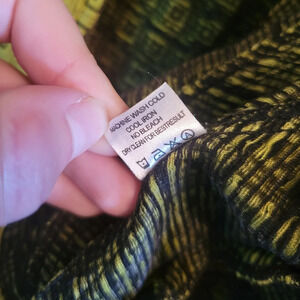 MACHINE WASH COLD
COOL IRON
NO BLEACH
DRY CLEAN FOR BEST RESULT